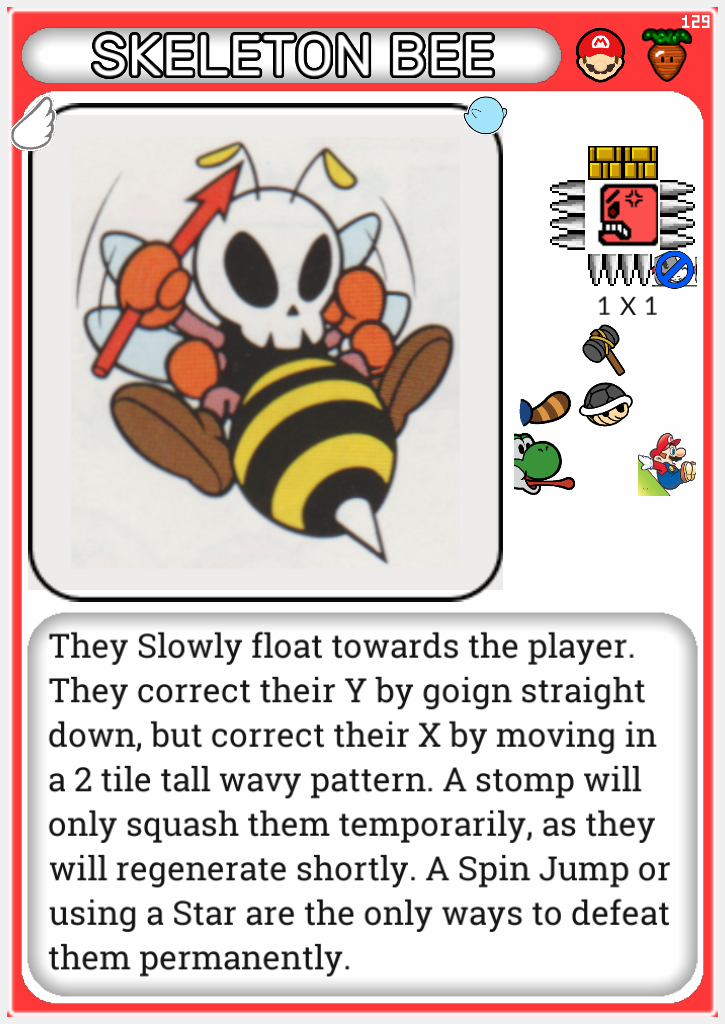 129
SKELETON BEE
1 X 1
They Slowly float towards the player.
They correct their Y by goign straight
down, but correct their X by moving in
a 2 tile tall wavy pattern. A stomp will
only squash them temporarily, as they
will regenerate shortly. A Spin Jump or
using a Star are the only ways to defeat
them permanently.